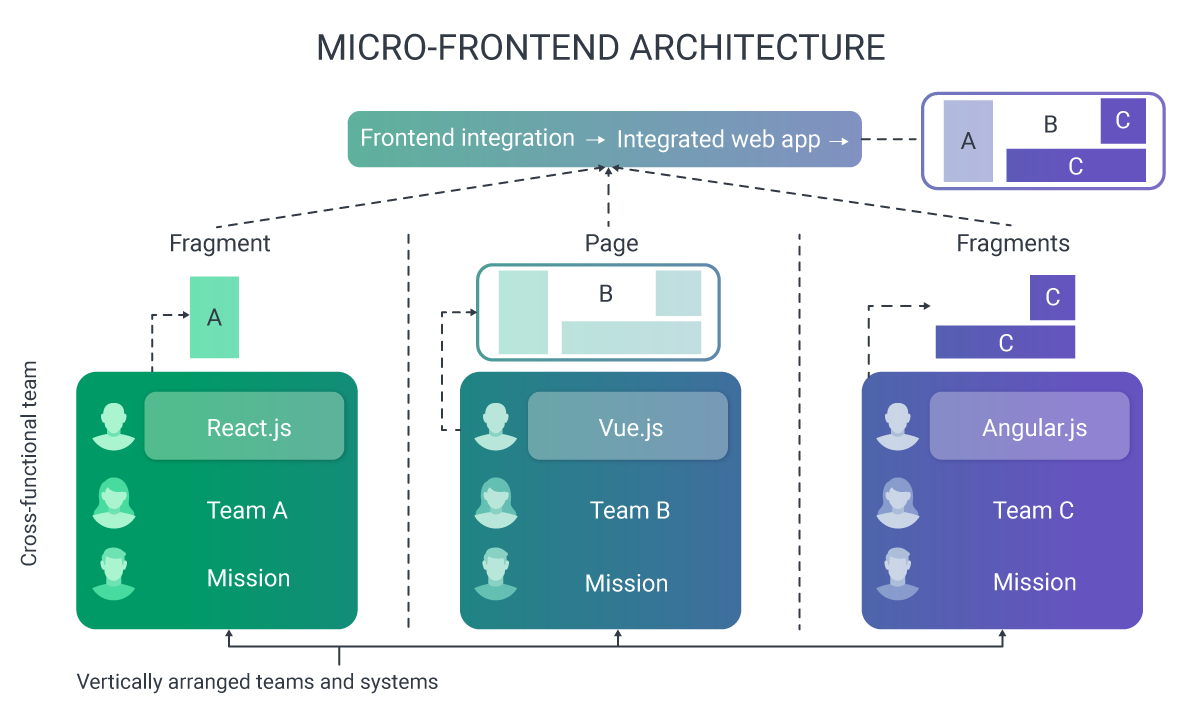 MICRO-FRONTEND ARCHITECTURE
Frontend integration → Integrated web app →
A
B
C
C
Fragment
Page
Fragments
A
B
C
C
Cross-functional team
React.js
Team A
Mission
Vue.js
Team B
Mission
Angular.js
Team C
Mission
Vertically arranged teams and systems